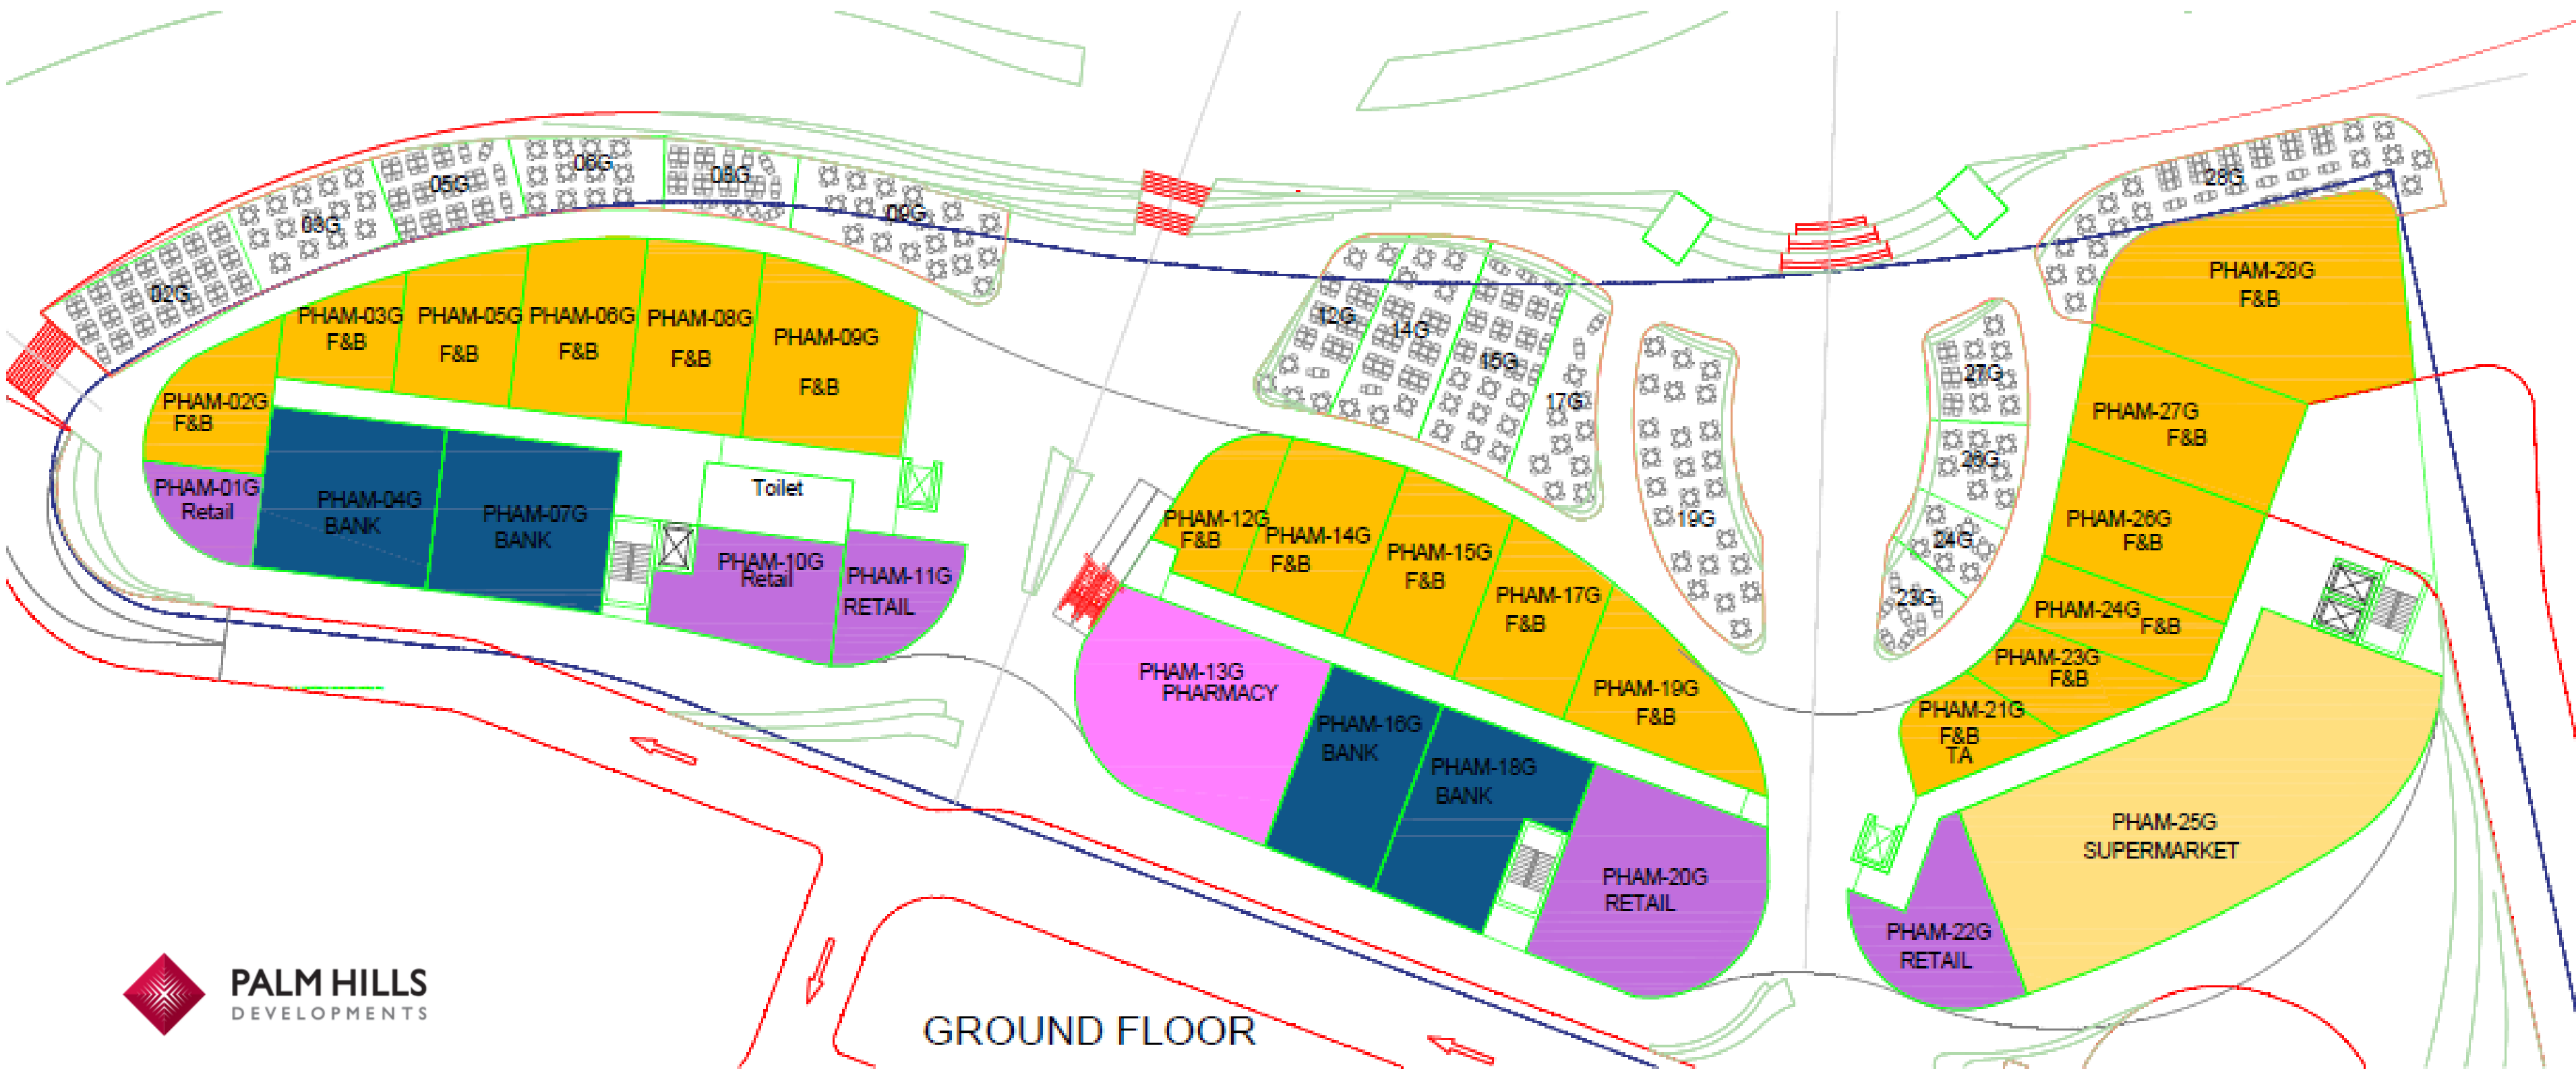 02G
03G
05G
06G
08G
09G
12G
14G
15G
17G
19G
28G
27G
26G
24G
23G
PHAM-01G
Retail
PHAM-02G
F&B
PHAM-03G
F&B
PHAM-05G
F&B
PHAM-06G
F&B
PHAM-08G
F&B
PHAM-09G
F&B
PHAM-04G
BANK
PHAM-07G
BANK
Toilet
PHAM-10G
Retail
PHAM-11G
RETAIL
PHAM-12G
F&B
PHAM-14G
F&B
PHAM-15G
F&B
PHAM-17G
F&B
PHAM-19G
F&B
PHAM-13G
PHARMACY
PHAM-16G
BANK
PHAM-18G
BANK
PHAM-20G
RETAIL
PHAM-28G
F&B
PHAM-27G
F&B
PHAM-26G
F&B
PHAM-24G
F&B
PHAM-23G
F&B
PHAM-21G
F&B
TA
PHAM-25G
SUPERMARKET
PHAM-22G
RETAIL
PALM HILLS
DEVELOPMENTS
GROUND FLOOR